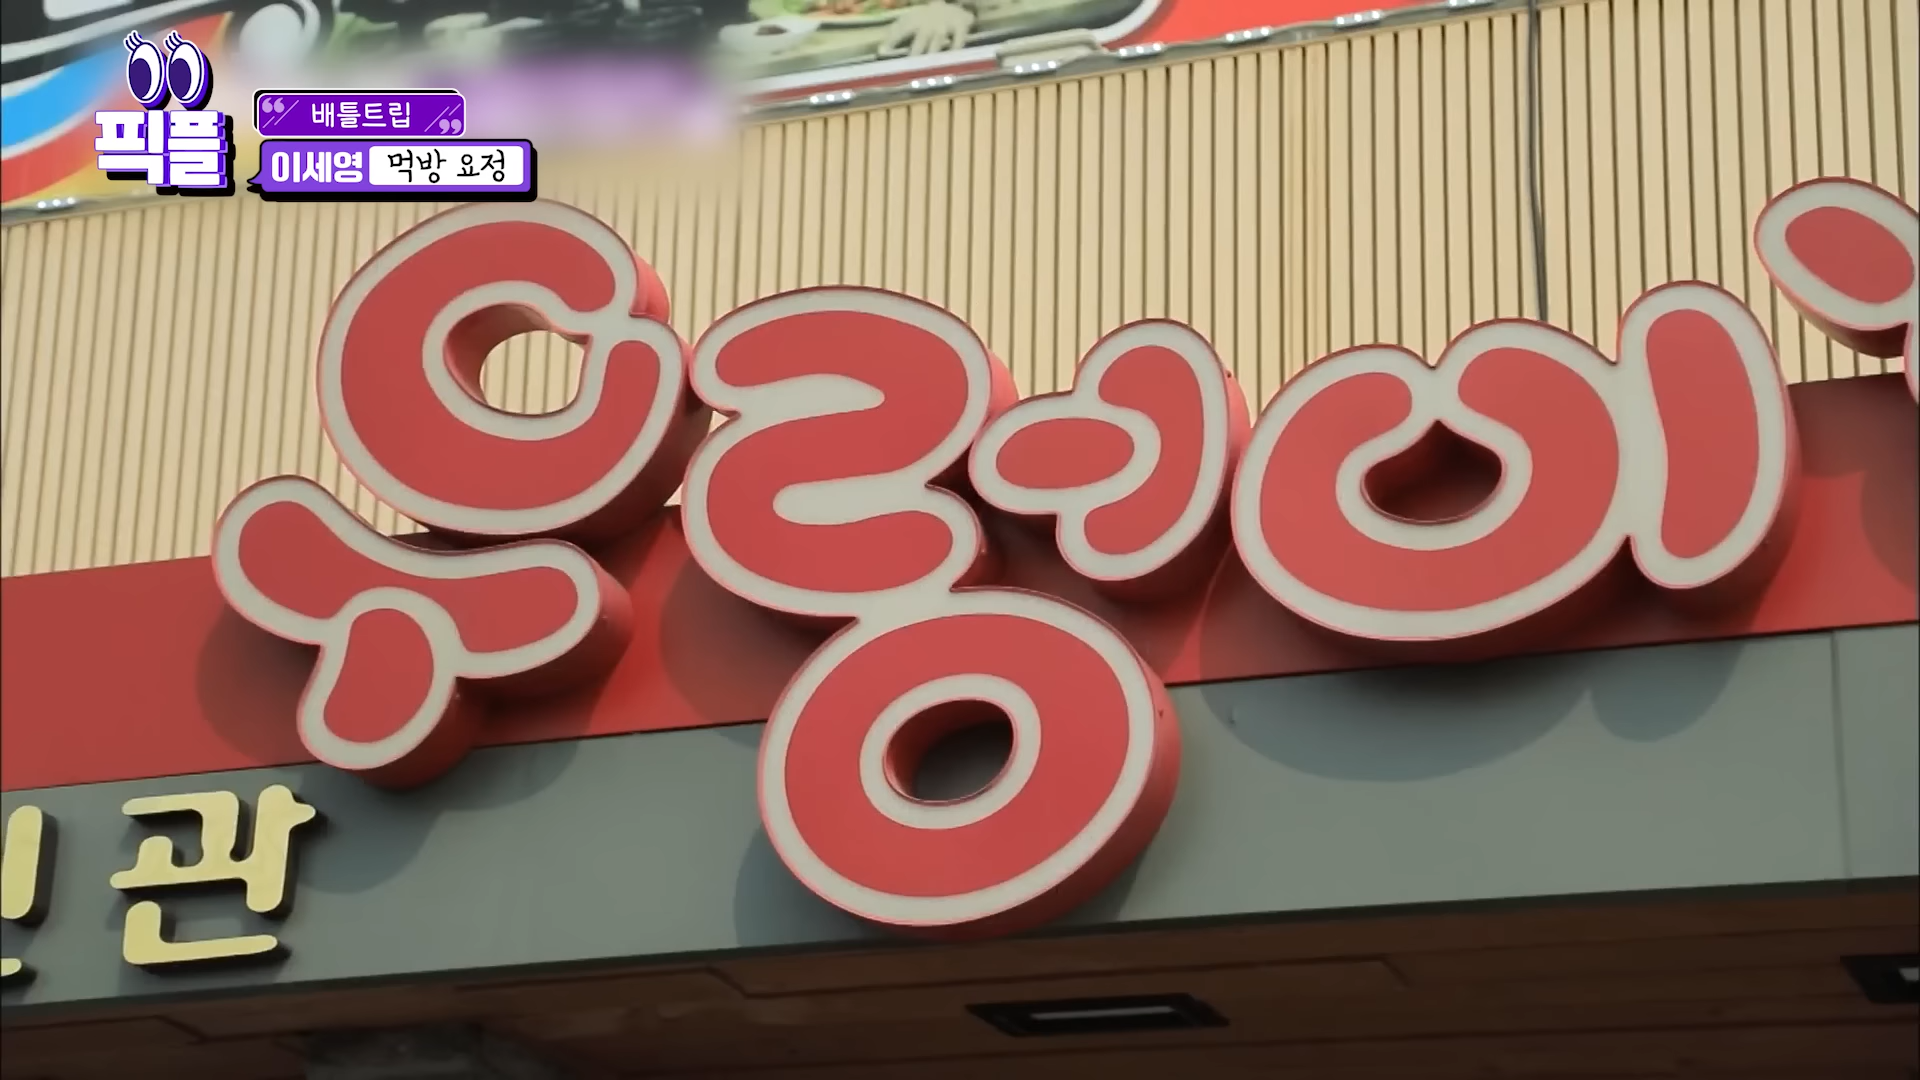 픽플
배틀트립
이세영 먹방 요정
우렁이
관